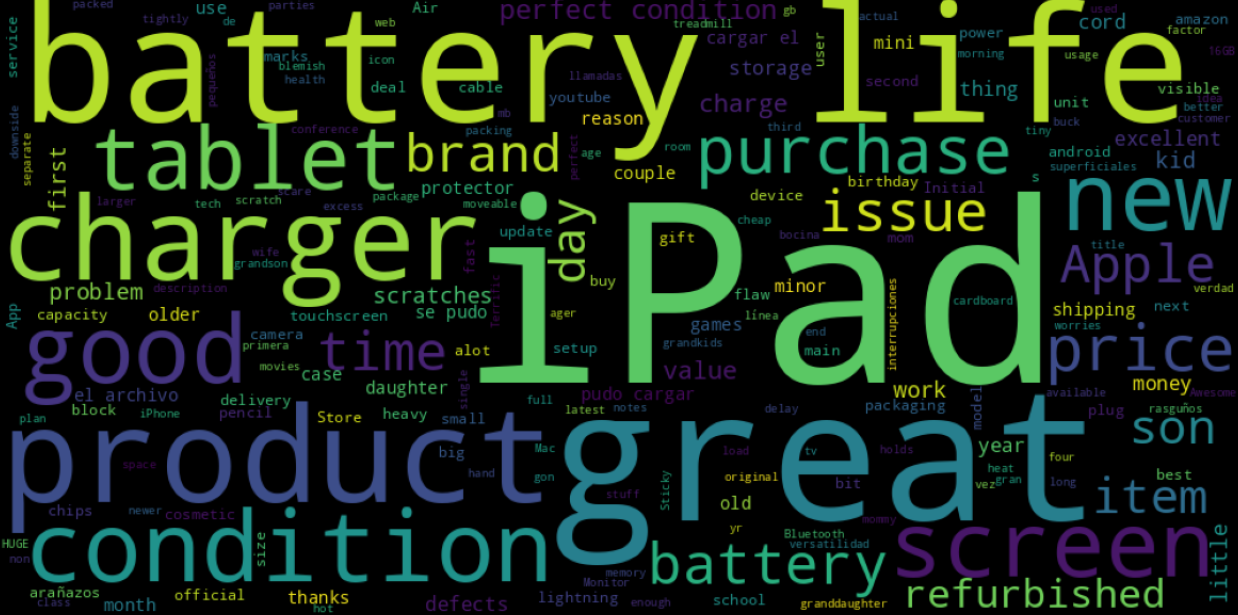 service
packed
tightly
parties
use
de
Air
web
perfect condition
treadmill
gb
cargar el
user
mini
power
morning
cord
used
amazon
factor
16GB
battery life
marks
blemish
health
icon
deal
cable
llamadas
youtube
mb
storage
second
thing
usage
visible
pequeños
charge
reason
unit
better
idea
customer
buck
tiny
downside
separate
first
tablet
conference
packing
brand
age
perfect
room
third
purchase
android
excellent
superficiales
kid
couple
protector
package
moveable
larger
tech
scratch
scare
excess
device
birthday
Initial
s
new
cheap
issue
charger
update
day
iPad
gift
bocina
mom
title
Apple
wife
grandson
fast
description
problem
scratches
Terrific
buy
flaw
minor
cardboard
verdad
App
capacity
older
touchscreen
se pudo
ager
línea
games
grandkids
end
main
interrupciones
shipping
next
worries
good
camera
primera
movies
time
alot
setup
price
case
value
el archivo
daughter
single
pudo cargar
work
money
available
Awesome
delivery
block
iPhone
pencil
heavy
full
plan
Store
small
latest
notes
delay
packaging
model
plug
rasguños
product
great
son
big
Mac
year
space
hand
gon
load
tv
holds
heat
four
gran
best
original
bit
vez
long
item
stuff
Sticky
old
chips
newer
cosmetic
mommy
yr
Bluetooth
versatilidad
HUGE
non
condition
size
battery
screen
little
memory
Monitor
arañazos
class
month
official
thanks
hot
defects
lightning
enough
school
granddaughter
refurbished